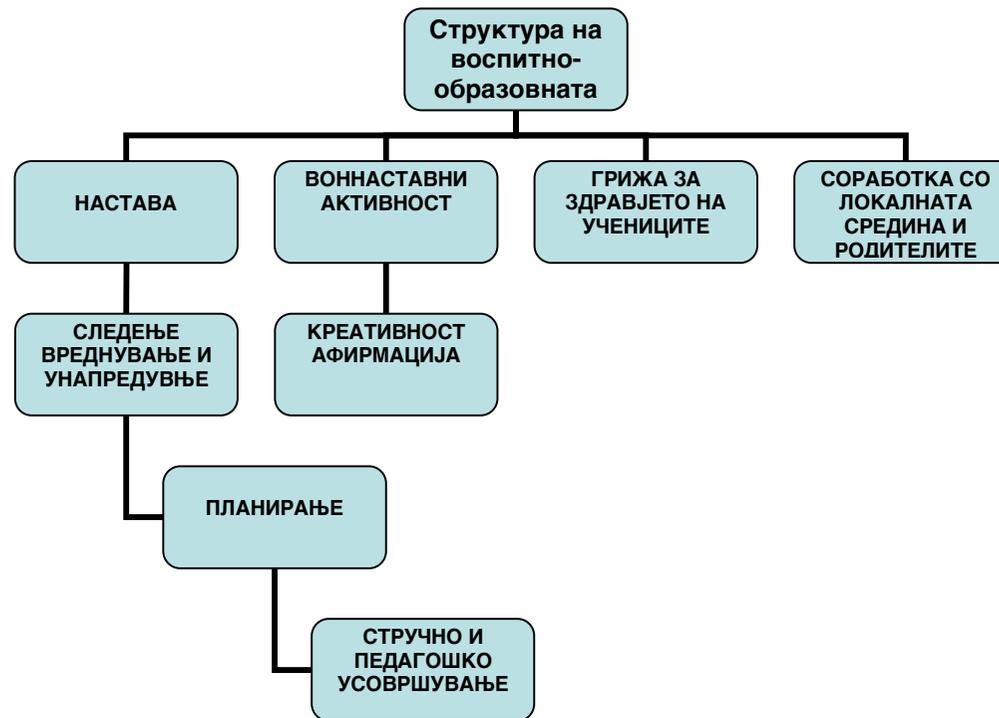 Структура на
воспитно-
образовната
НАСТАВА
ВОННАСТАВНИ
АКТИВНОСТ
ГРИЖА ЗА
ЗДРАВЈЕТО НА
УЧЕНИЦИТЕ
СОРАБОТКА СО
ЛОКАЛНАТА
СРЕДИНА И
РОДИТЕЛИТЕ
СЛЕДЕЊЕ
ВРЕДНУВАЊЕ И
УНАПРЕДУВЊЕ
КРЕАТИВНОСТ
АФИРМАЦИЈА
ПЛАНИРАЊЕ
СТРУЧНО И
ПЕДАГОШКО
УСОВРШУВАЊЕ